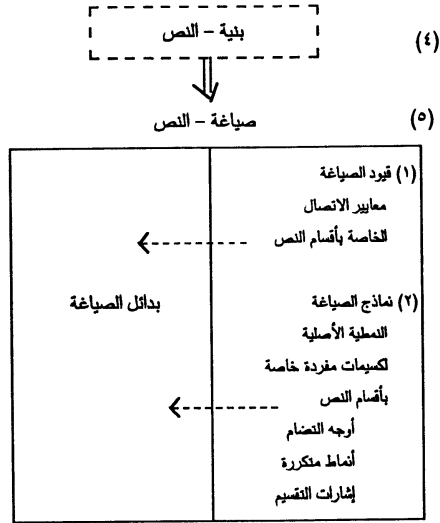 (٤)
بنية – النص
(٥)
صياغة – النص
(١) قيود الصياغة
معايير الاتصال
الخاصة بأقسام النص
(٢) نماذج الصياغة
النمطية الأصلية
لكسيمات مفردة خاصة
بأقسام النص
أوجه التضام
أنماط متكررة
إشارات التقسيم
بدائل الصياغة